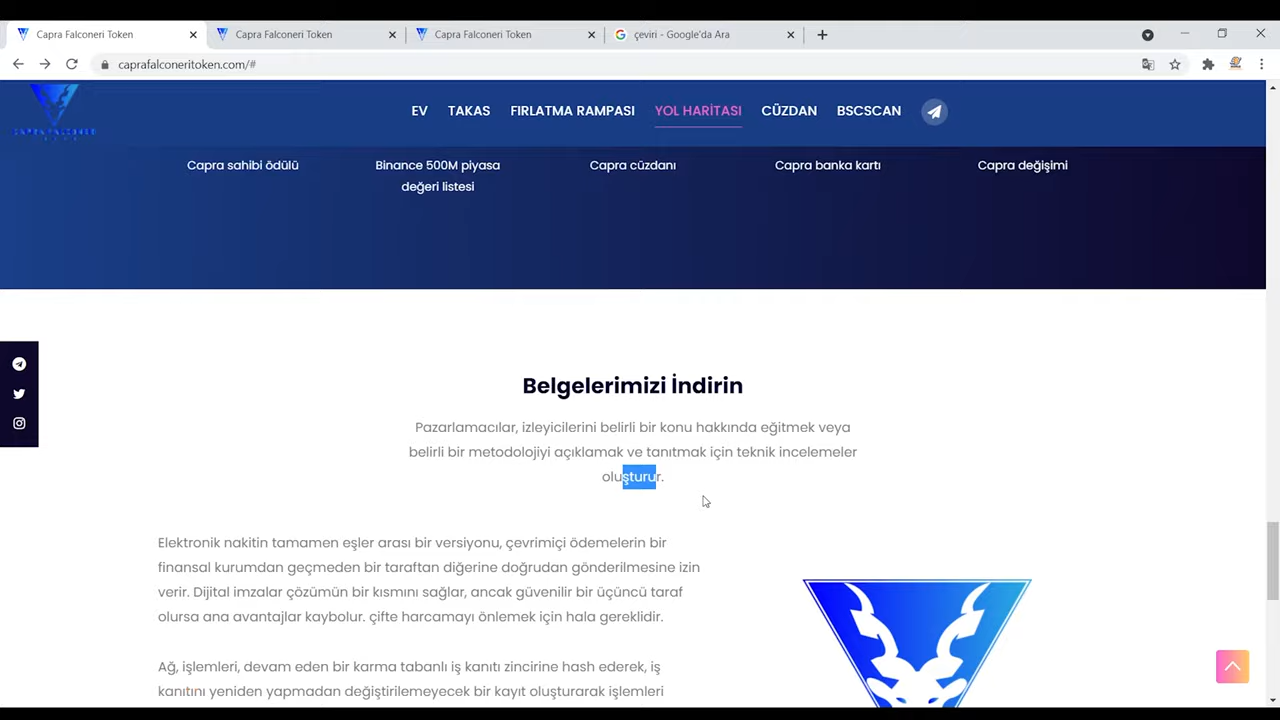 Capra Falconeri Token
Capra Falconeri Token
Capra Falconeri Token
çeviri - Google'da Ara
caprafalconeritoken.com/#
EV
TAKAS
FIRLATMA RAMPASI
YOL HARİTASI
CÜZDAN
BSCSCAN
Capra sahibi ödülü
Binance 500M piyasa
değeri listesi
Capra cüzdanı
Capra banka kartı
Capra değişimi
Belgelerimizi İndirin
Pazarlamacılar, izleyicilerini belirli bir konu hakkında eğitmek veya
belirli bir metodolojiyi açıklamak ve tanıtmak için teknik incelemeler
oluşturur.
Elektronik nakitin tamamen eşler arası bir versiyonu, çevrimiçi ödemelerin bir
finansal kurumdan geçmeden bir taraftan diğerine doğrudan gönderilmesine izin
verir. Dijital imzalar çözümün bir kısmını sağlar, ancak güvenilir bir üçüncü taraf
olursa ana avantajlar kaybolur. çifte harcamayı önlemek için hala gereklidir.
Ağ, işlemleri, devam eden bir karma tabanlı iş kanıtı zincirine hash ederek, iş
kanıtını yeniden yapmadan değiştirilemeyecek bir kayıt oluşturarak işlemleri